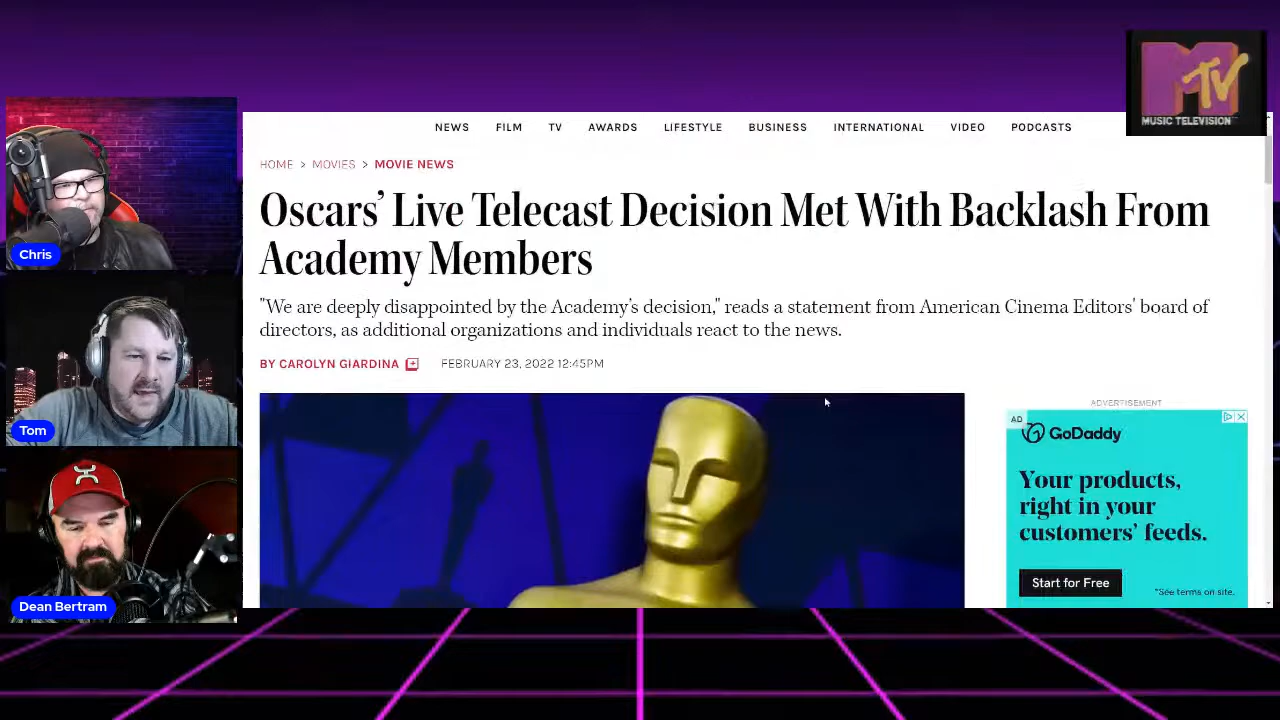 MTV
MUSIC TELEVISION
NEWS FILM TV AWARDS LIFESTYLE BUSINESS INTERNATIONAL VIDEO PODCASTS
HOME > MOVIES > MOVIE NEWS
Oscars’ Live Telecast Decision Met With Backlash From
Academy Members
"We are deeply disappointed by the Academy's decision," reads a statement from American Cinema Editors' board of
directors, as additional organizations and individuals react to the news.
BY CAROLYN GIARDINA FEBRUARY 23, 2022 12:45PM
Chris
Tom
Dean Bertram
ADVERTISEMENT
AD
GoDaddy
Your products,
right in your
customers’ feeds.
Start for Free
*See terms on site.